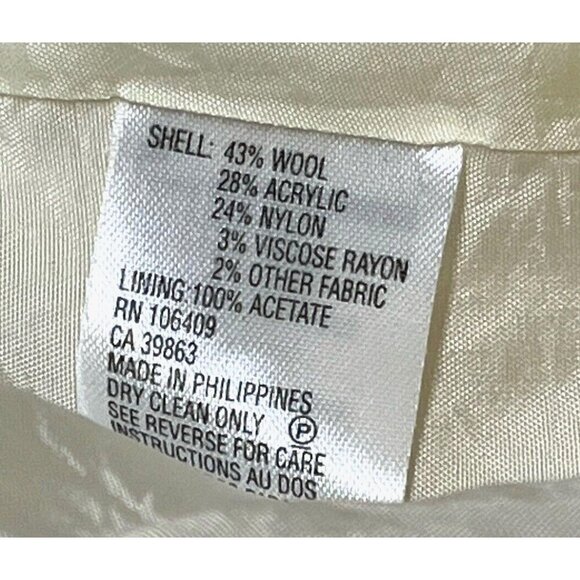 SHELL: 43% WOOL
28% ACRYLIC
24% NYLON
3% VISCOSE RAYON
2% OTHER FABRIC
LINING:100% ACETATE
RN 106409
CA 39863
MADE IN PHILIPPINES
DRY CLEAN ONLY Ⓟ
SEE REVERSE FOR CARE
INSTRUCTIONS AU DOS